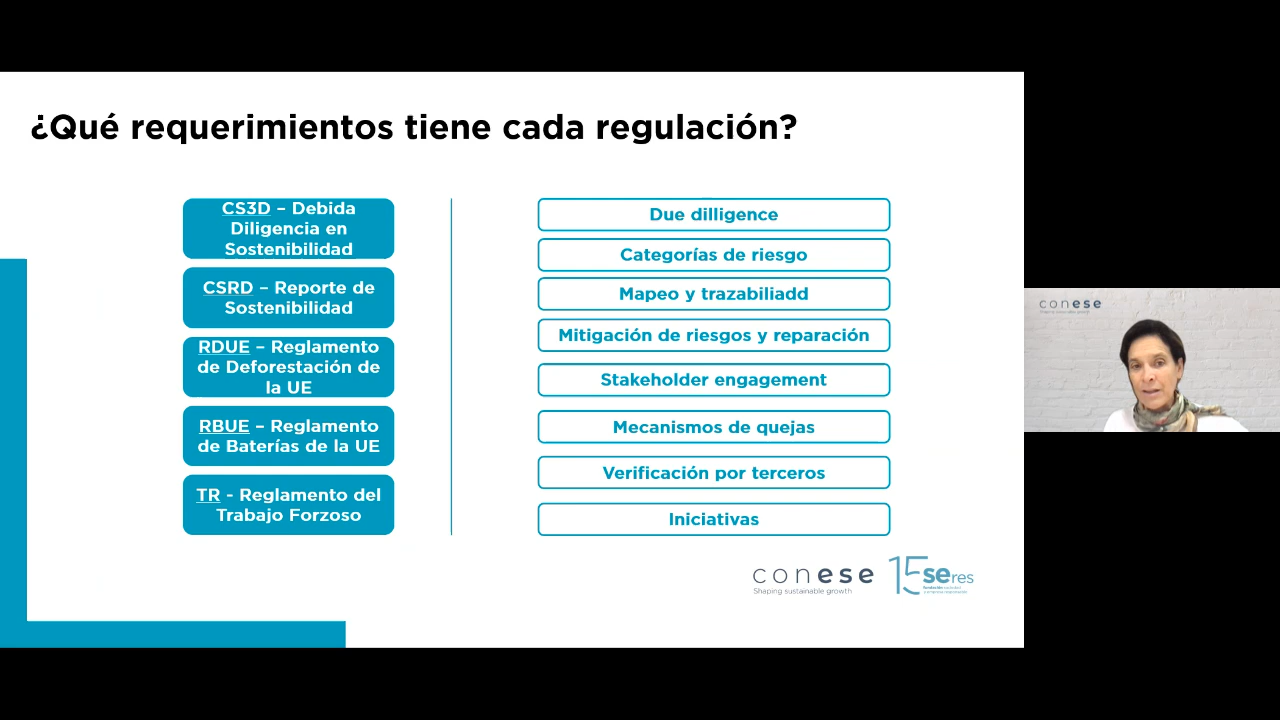 ¿Qué requerimientos tiene cada regulación?
CS3D – Debida
Diligencia en
Sostenibilidad
CSRD – Reporte de
Sostenibilidad
RDUE – Reglamento
de Deforestación de
la UE
RBUE – Reglamento
de Baterías de la UE
TR - Reglamento del
Trabajo Forzoso
Due dilligence
Categorías de riesgo
Mapeo y trazabiliadd
Mitigación de riesgos y reparación
Stakeholder engagement
Mecanismos de quejas
Verificación por terceros
Iniciativas
conese
Shaping sustainable growth
15 seres
conese